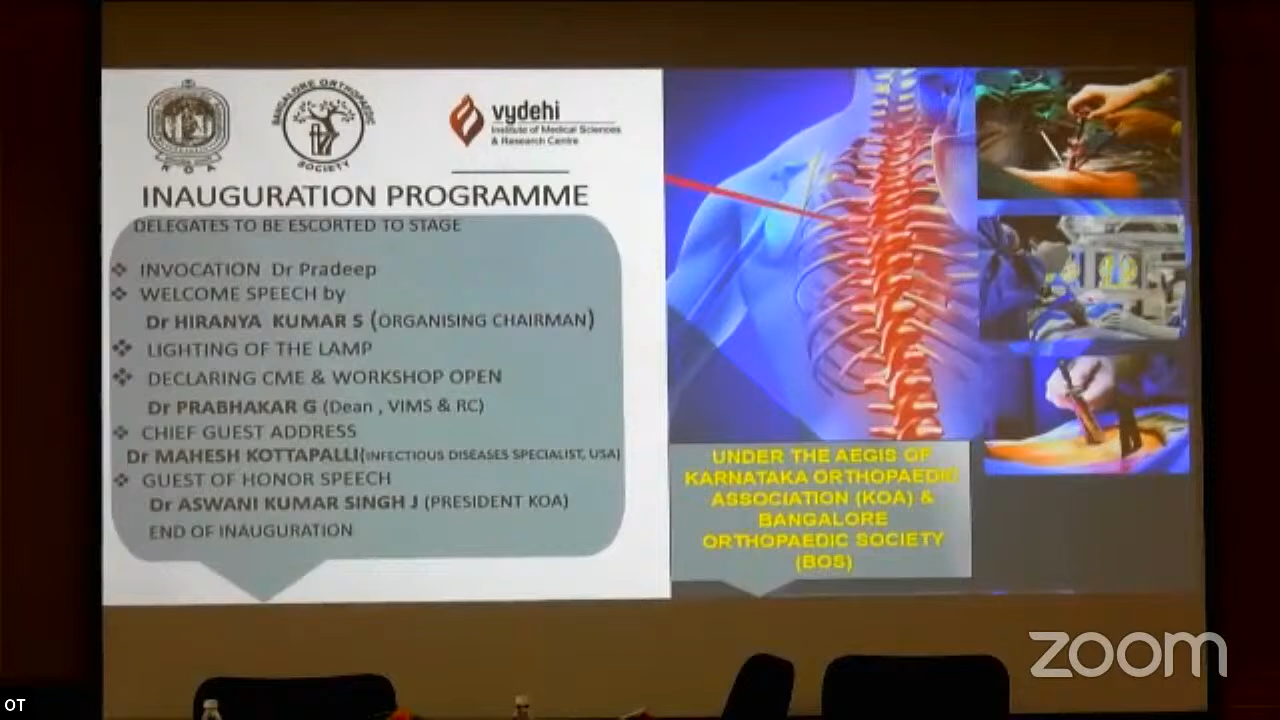 KOA
BANGALORE ORTHOPAEDIC
SOCIETY
vydehi
Institute of Medical Sciences
& Research Centre
INAUGURATION PROGRAMME
DELEGATES TO BE ESCORTED TO STAGE
❖ INVOCATION Dr Pradeep
❖ WELCOME SPEECH by
Dr HIRANYA KUMAR S (ORGANISING CHAIRMAN)
❖ LIGHTING OF THE LAMP
❖ DECLARING CME & WORKSHOP OPEN
Dr PRABHAKAR G (Dean , VIMS & RC)
❖ CHIEF GUEST ADDRESS
Dr MAHESH KOTTAPALLI(INFECTIOUS DISEASES SPECIALIST, USA)
❖ GUEST OF HONOR SPEECH
Dr ASWANI KUMAR SINGH J (PRESIDENT KOA)
END OF INAUGURATION
UNDER THE AEGIS OF
KARNATAKA ORTHOPAEDIC
ASSOCIATION (KOA) &
BANGALORE
ORTHOPAEDIC SOCIETY
(BOS)
zoom
OT